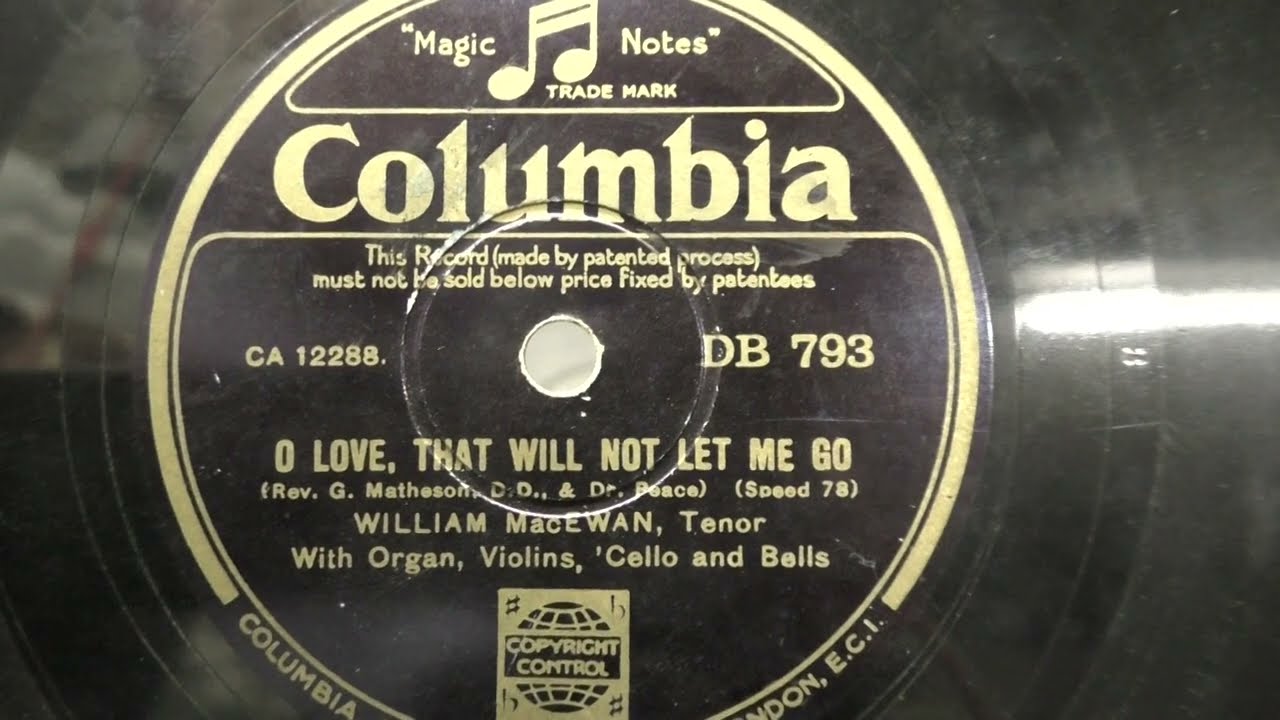 "Magic Notes"
TRADE MARK
Columbia
This Record (made by patented process)
must not be sold below price fixed by patentees
CA 12288. DB 793
O LOVE, THAT WILL NOT LET ME GO
(Rev. G. Matheson, D.D., & Dr. Peace) (Speed 78)
WILLIAM MacEWAN, Tenor
With Organ, Violins, 'Cello and Bells
♯ ♭
COPYRIGHT
CONTROL
♭ ♯
COLUMBIA
NDON, E.C.I.